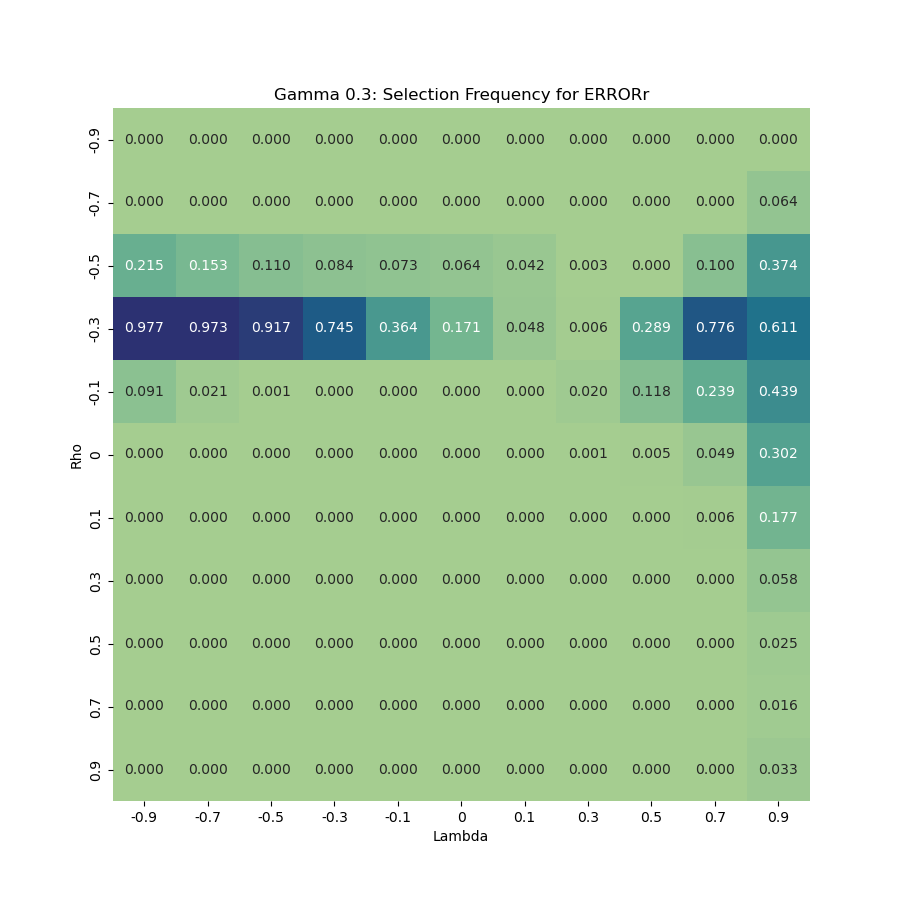 Gamma 0.3: Selection Frequency for ERRORr
-0.9 0.000 0.000 0.000 0.000 0.000 0.000 0.000 0.000 0.000 0.000 0.000
-0.7 0.000 0.000 0.000 0.000 0.000 0.000 0.000 0.000 0.000 0.000 0.064
-0.5 0.215 0.153 0.110 0.084 0.073 0.064 0.042 0.003 0.000 0.100 0.374
-0.3 0.977 0.973 0.917 0.745 0.364 0.171 0.048 0.006 0.289 0.776 0.611
-0.1 0.091 0.021 0.001 0.000 0.000 0.000 0.000 0.020 0.118 0.239 0.439
Rho
0 0.000 0.000 0.000 0.000 0.000 0.000 0.000 0.001 0.005 0.049 0.302
0.1 0.000 0.000 0.000 0.000 0.000 0.000 0.000 0.000 0.000 0.006 0.177
0.3 0.000 0.000 0.000 0.000 0.000 0.000 0.000 0.000 0.000 0.000 0.058
0.5 0.000 0.000 0.000 0.000 0.000 0.000 0.000 0.000 0.000 0.000 0.025
0.7 0.000 0.000 0.000 0.000 0.000 0.000 0.000 0.000 0.000 0.000 0.016
0.9 0.000 0.000 0.000 0.000 0.000 0.000 0.000 0.000 0.000 0.000 0.033
-0.9 -0.7 -0.5 -0.3 -0.1 0 0.1 0.3 0.5 0.7 0.9
Lambda